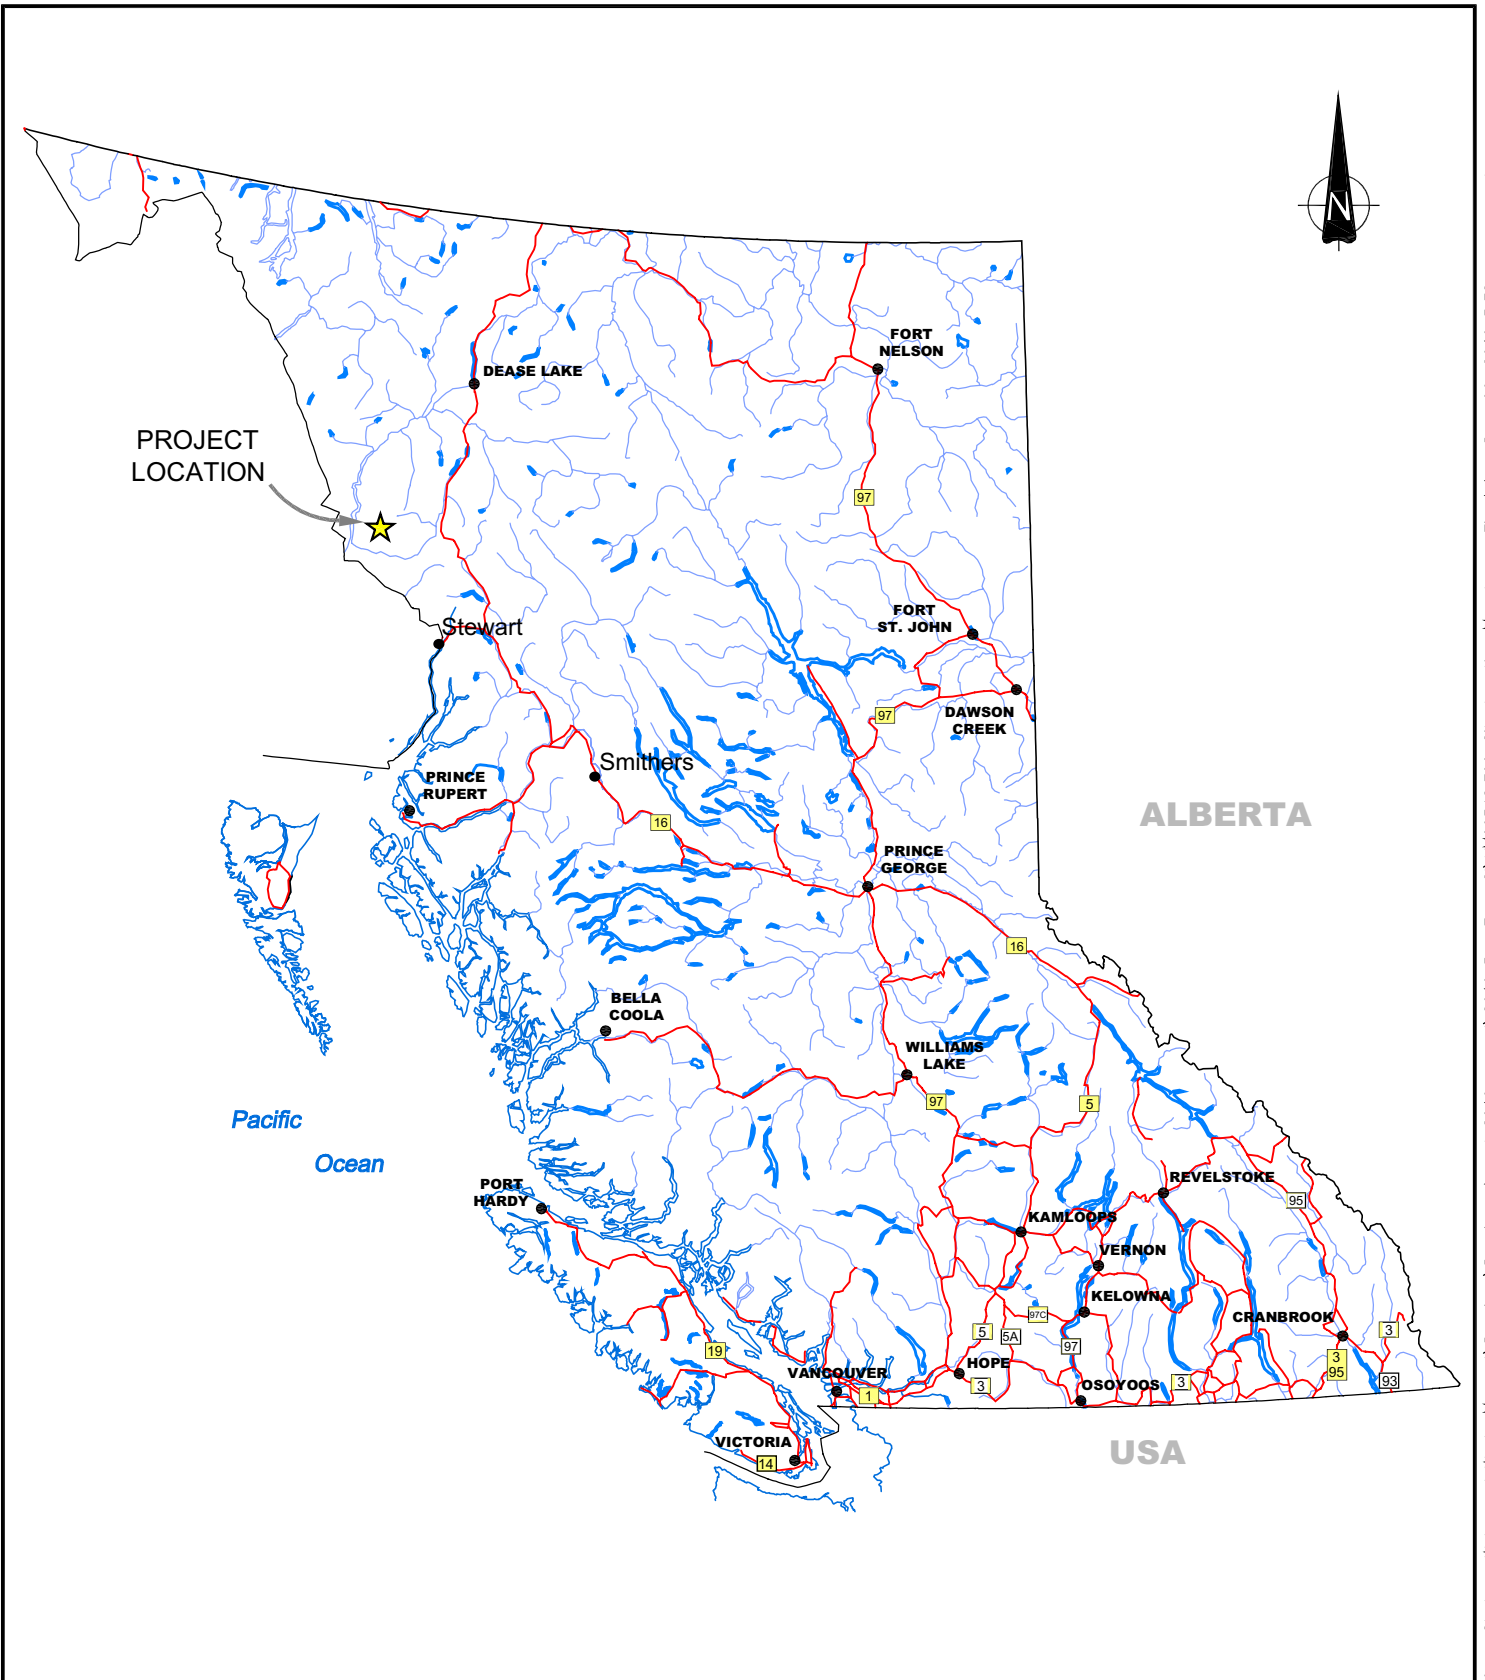 N
FORT
NELSON
DEASE LAKE
PROJECT
LOCATION
97
FORT
ST. JOHN
Stewart
97
DAWSON
CREEK
Smithers
PRINCE
RUPERT
16
ALBERTA
PRINCE
GEORGE
16
BELLA
COOLA
WILLIAMS
LAKE
97
5
Pacific
Ocean
PORT
HARDY
REVELSTOKE
95
KAMLOOPS
VERNON
KELOWNA
97C
CRANBROOK
5
5A
3
19
97
3
95
HOPE
VANCOUVER
3
OSOYOOS
3
93
1
VICTORIA
14
USA